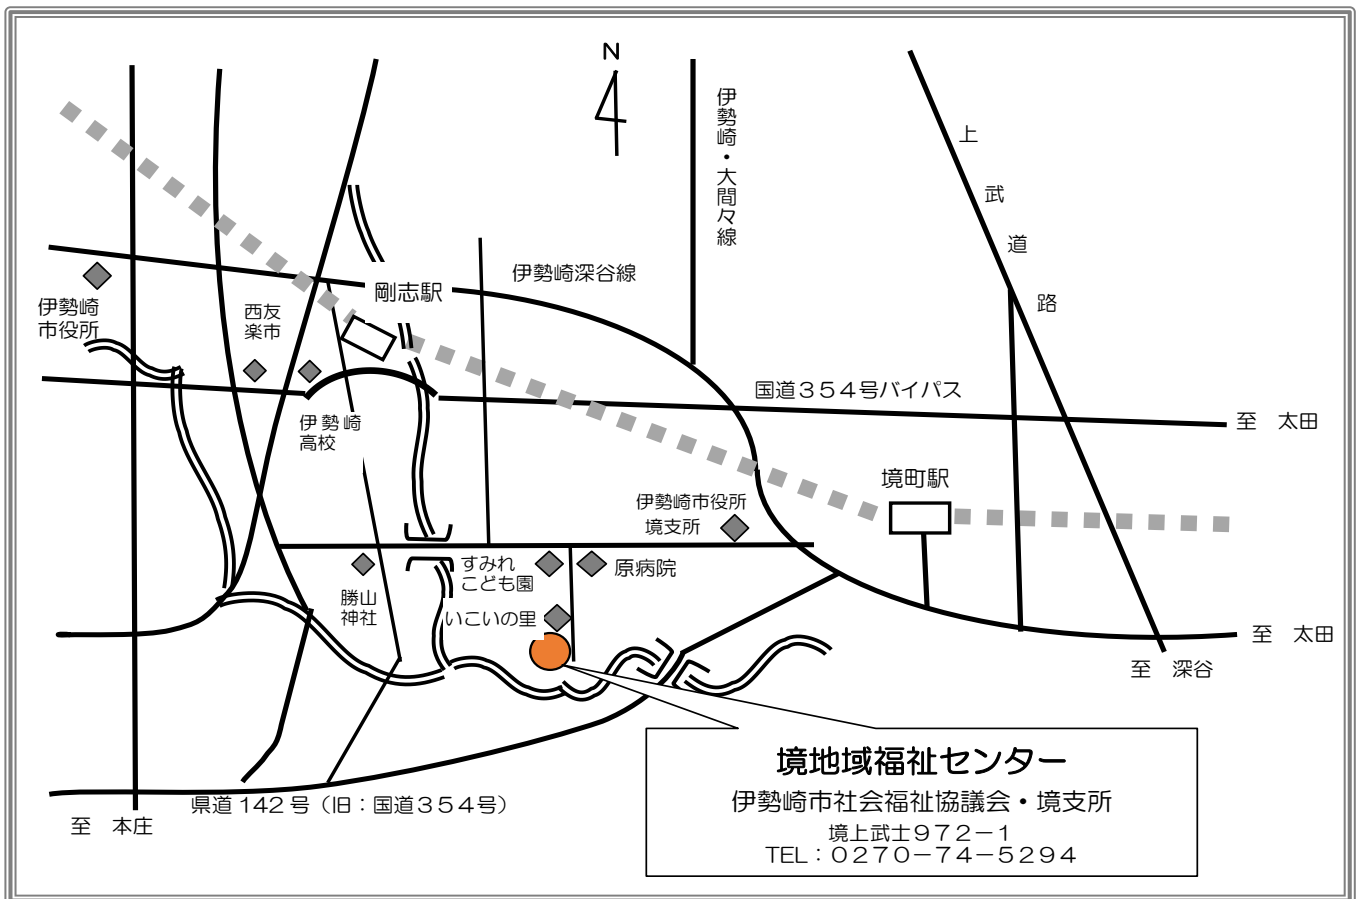 N
伊勢崎・大間々線
上武道路
伊勢崎深谷線
剛志駅
伊勢崎
市役所
西友
楽市
国道３５４号バイパス
至　太田
伊勢崎
高校
境町駅
伊勢崎市役所
境支所
すみれ
こども園
原病院
勝山
神社
いこいの里
至　太田
至　深谷
境地域福祉センター
伊勢崎市社会福祉協議会・境支所
境上武士９７２－１
TEL：０２７０－７４－５２９４
県道 142 号（旧：国道３５４号）
至　本庄